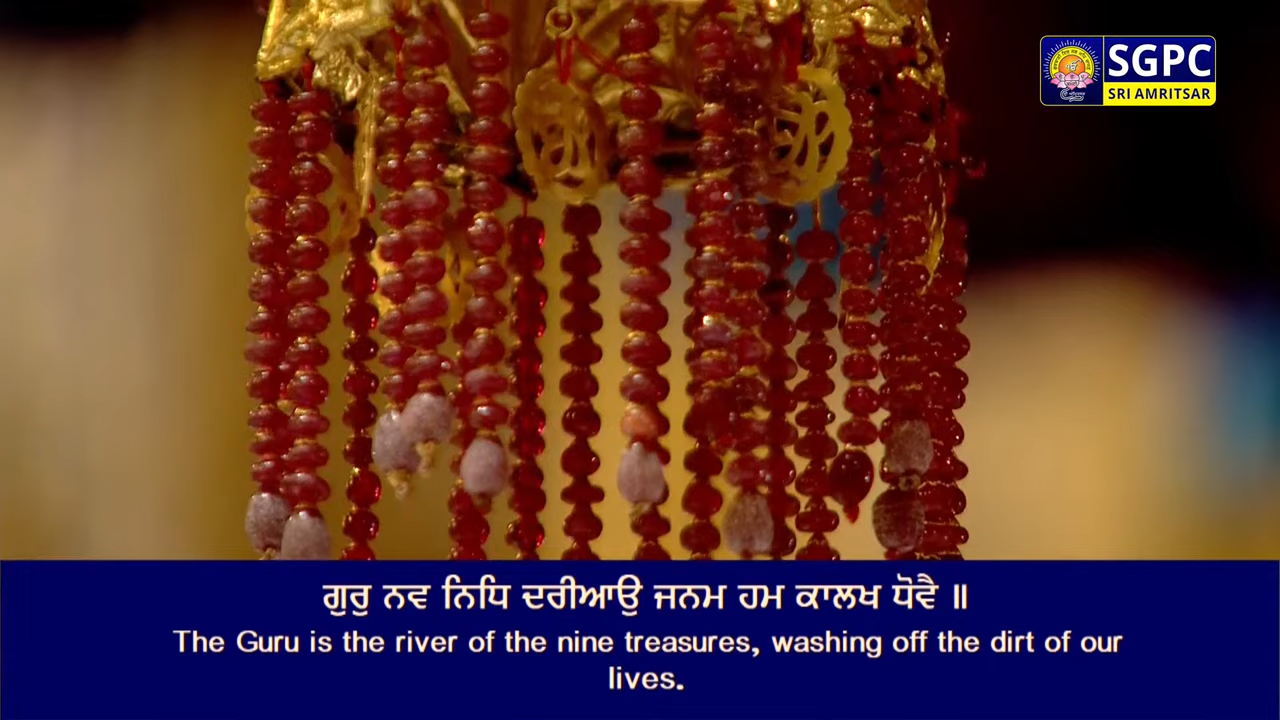 SGPC
SRI AMRITSAR
ਗੁਰੁ ਨਵ ਨਿਧਿ ਦਰੀਆਉ ਜਨਮ ਹਮ ਕਾਲਖ ਧੋਵੈ ॥
The Guru is the river of the nine treasures, washing off the dirt of our
lives.